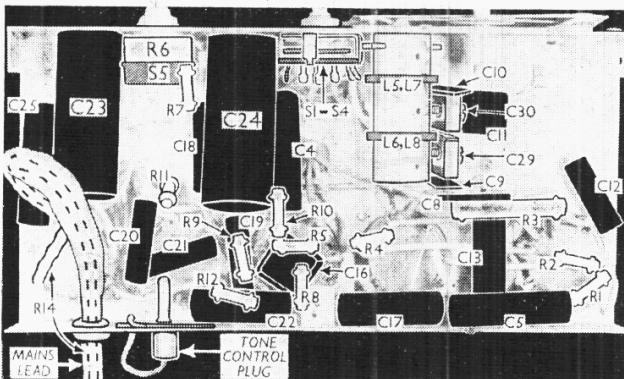 R6
S5
C25
C23
R7
C24
C18
C4
S1-S4
L5,L7
L6,L8
C10
C30
C11
C29
C9
C8
C12
R11
R10
R9
C19
R5
R3
C20
C21
R4
C16
C13
R2
R12
R8
R1
R14
C22
C17
C5
MAINS
LEAD
TONE
CONTROL
PLUG